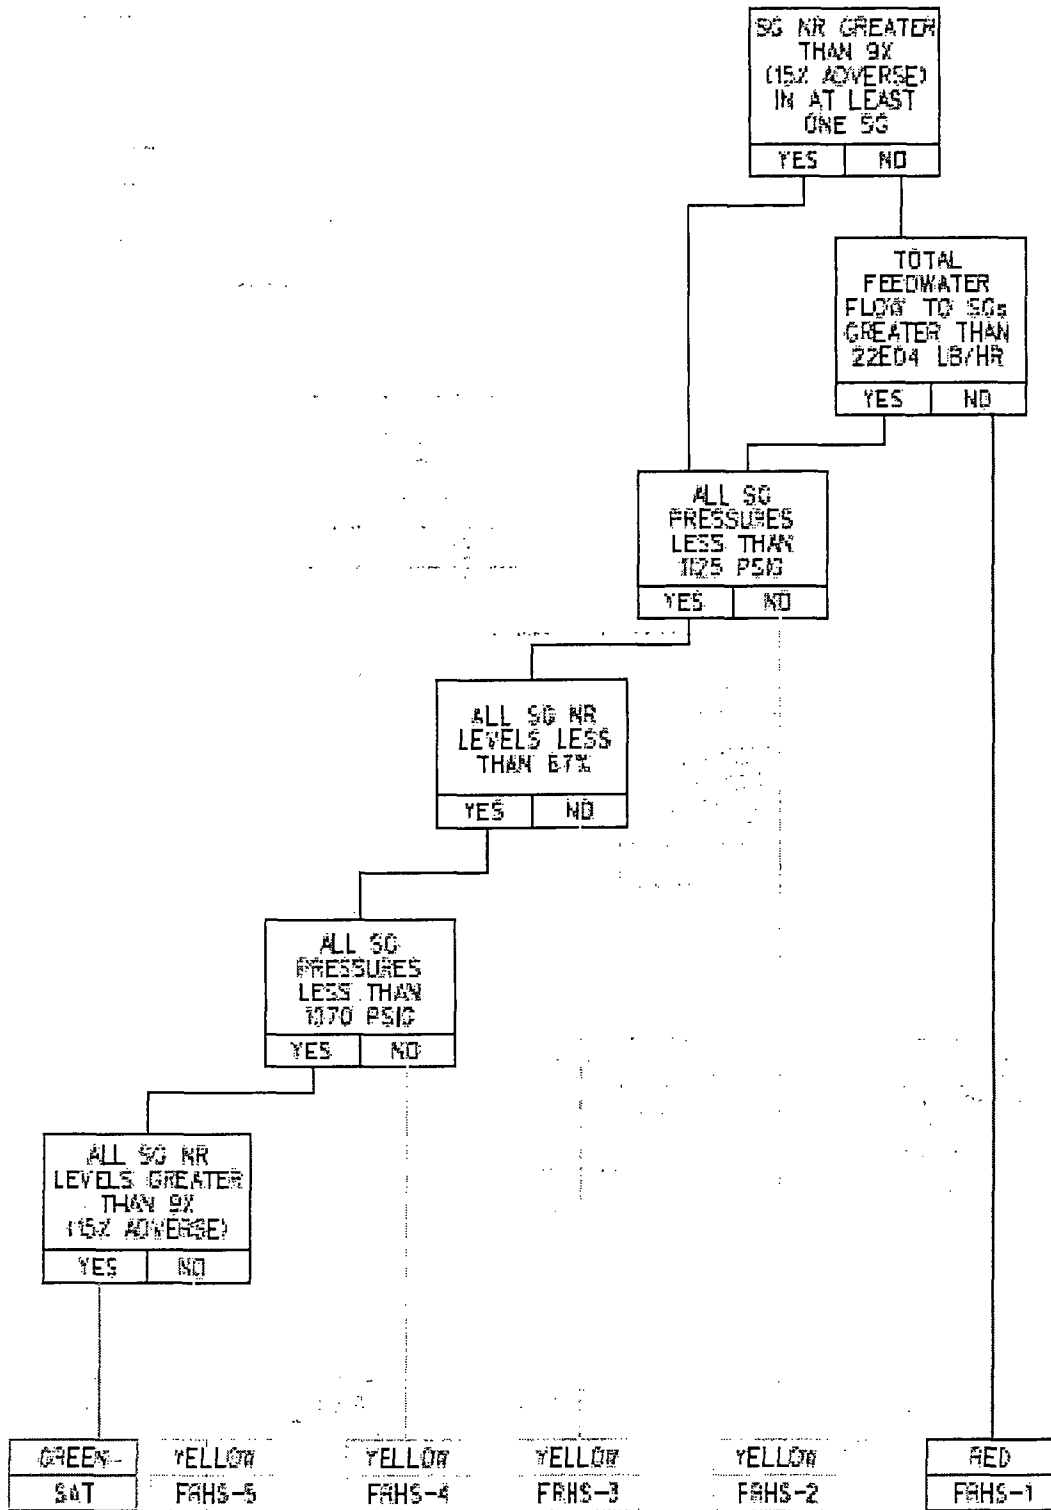 SG NR GREATER
THAN 9%
(15% ADVERSE)
IN AT LEAST
ONE SG
YES NO
TOTAL
FEEDWATER
FLOW TO SGs
GREATER THAN
22E04 LB/HR
YES NO
ALL SG
PRESSURES
LESS THAN
1125 PSIG
YES NO
ALL SG NR
LEVELS LESS
THAN 67%
YES NO
ALL SG
PRESSURES
LESS THAN
1070 PSIG
YES NO
ALL SG NR
LEVELS GREATER
THAN 9%
(15% ADVERSE)
YES NO
GREEN YELLOW YELLOW YELLOW YELLOW RED
SAT FRHS-5 FRHS-4 FRHS-3 FRHS-2 FRHS-1